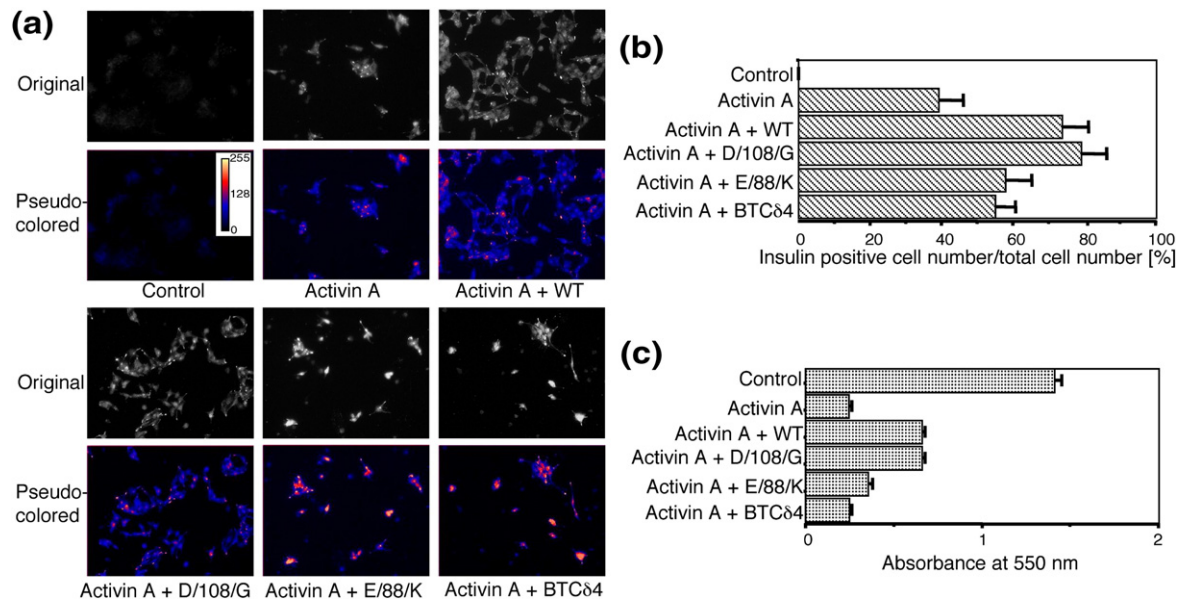 (a)
Original
Pseudo-
colored
255
128
0
Control
Activin A
Activin A + WT
Original
Pseudo-
colored
Activin A + D/108/G
Activin A + E/88/K
Activin A + BTCδ4
(b)
Control
Activin A
Activin A + WT
Activin A + D/108/G
Activin A + E/88/K
Activin A + BTCδ4
0 20 40 60 80 100
Insulin positive cell number/total cell number [%]
(c)
Control
Activin A
Activin A + WT
Activin A + D/108/G
Activin A + E/88/K
Activin A + BTCδ4
0 1 2
Absorbance at 550 nm